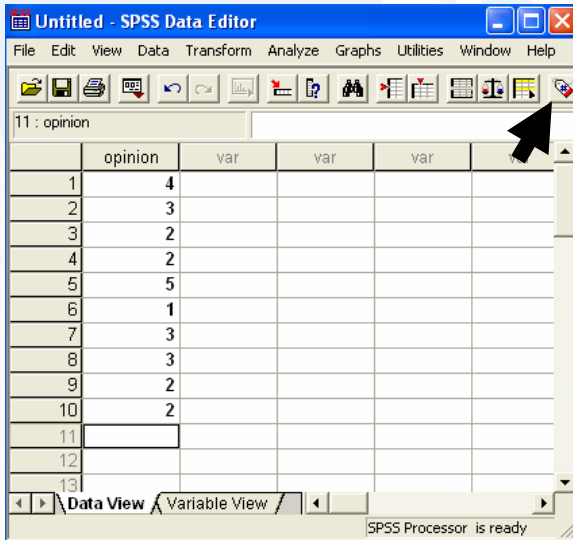 Untitled - SPSS Data Editor
File Edit View Data Transform Analyze Graphs Utilities Window Help
11 : opinion
opinion var var var
1 4
2 3
3 2
4 2
5 5
6 1
7 3
8 3
9 2
10 2
11
12
13
Data View Variable View
SPSS Processor is ready